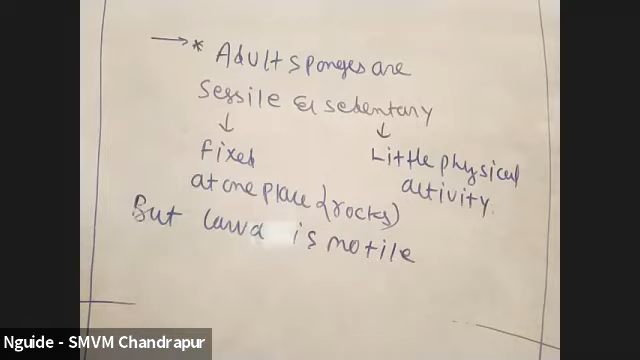 → * Adult sponges are
sessile & sedentary
↓ ↓
fixed Little physical
at one place (rocks) activity.
But larva is motile
Nguide - SMVM Chandrapur